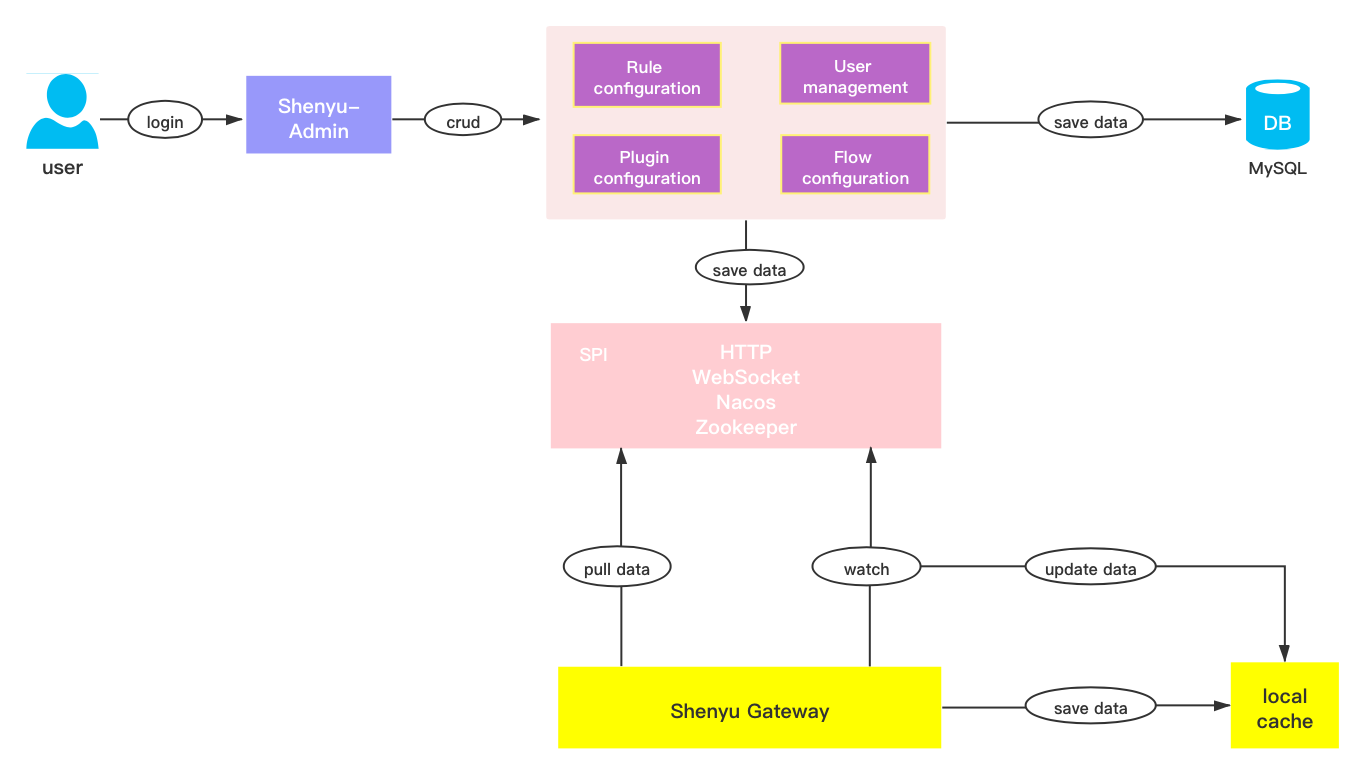 user
login
Shenyu-
Admin
crud
Rule
configuration
User
management
Plugin
configuration
Flow
configuration
save data
DB
MySQL
save data
SPI
HTTP
WebSocket
Nacos
Zookeeper
pull data
watch
update data
Shenyu Gateway
save data
local
cache